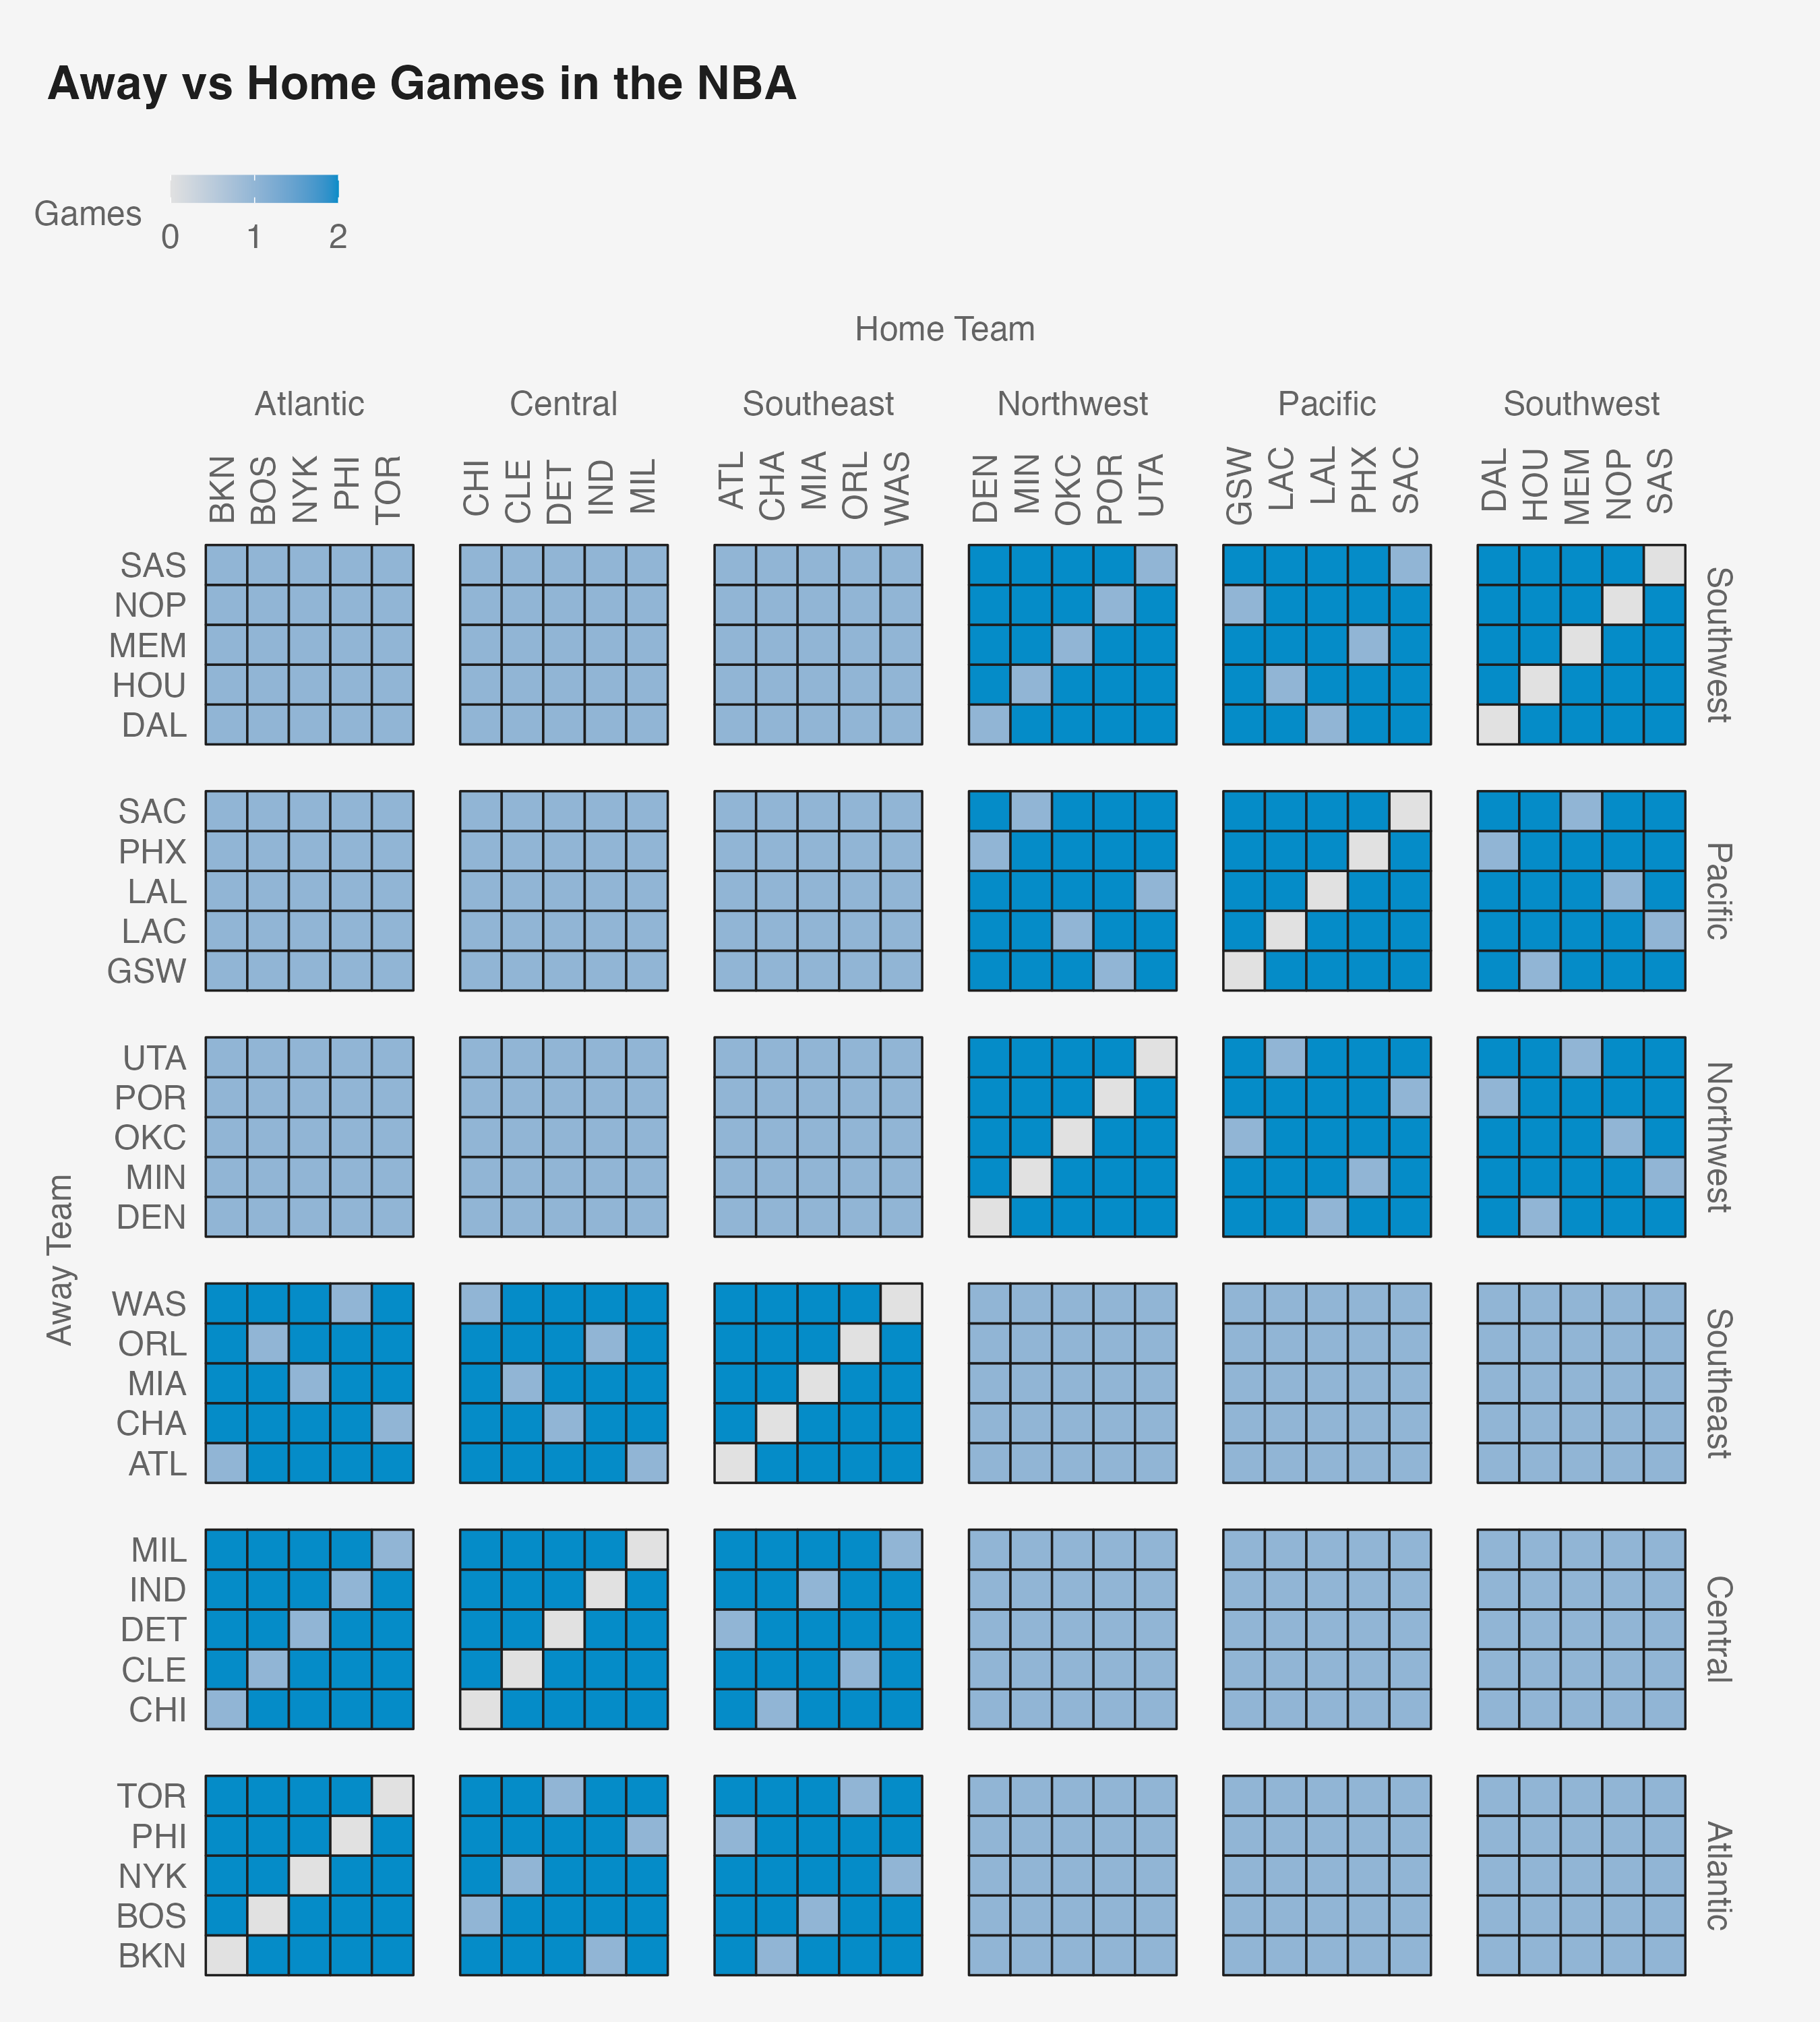 Away vs Home Games in the NBA
Games
0 1 2
Home Team
Atlantic Central Southeast Northwest Pacific Southwest
BKN BOS NYK PHI TOR CHI CLE DET IND MIL ATL CHA MIA ORL WAS DEN MIN OKC POR UTA GSW LAC LAL PHX SAC DAL HOU MEM NOP SAS
SAS
NOP
MEM
HOU
DAL
Southwest
SAC
PHX
LAL
LAC
GSW
Pacific
UTA
POR
OKC
MIN
DEN
Northwest
Away Team
WAS
ORL
MIA
CHA
ATL
Southeast
MIL
IND
DET
CLE
CHI
Central
TOR
PHI
NYK
BOS
BKN
Atlantic